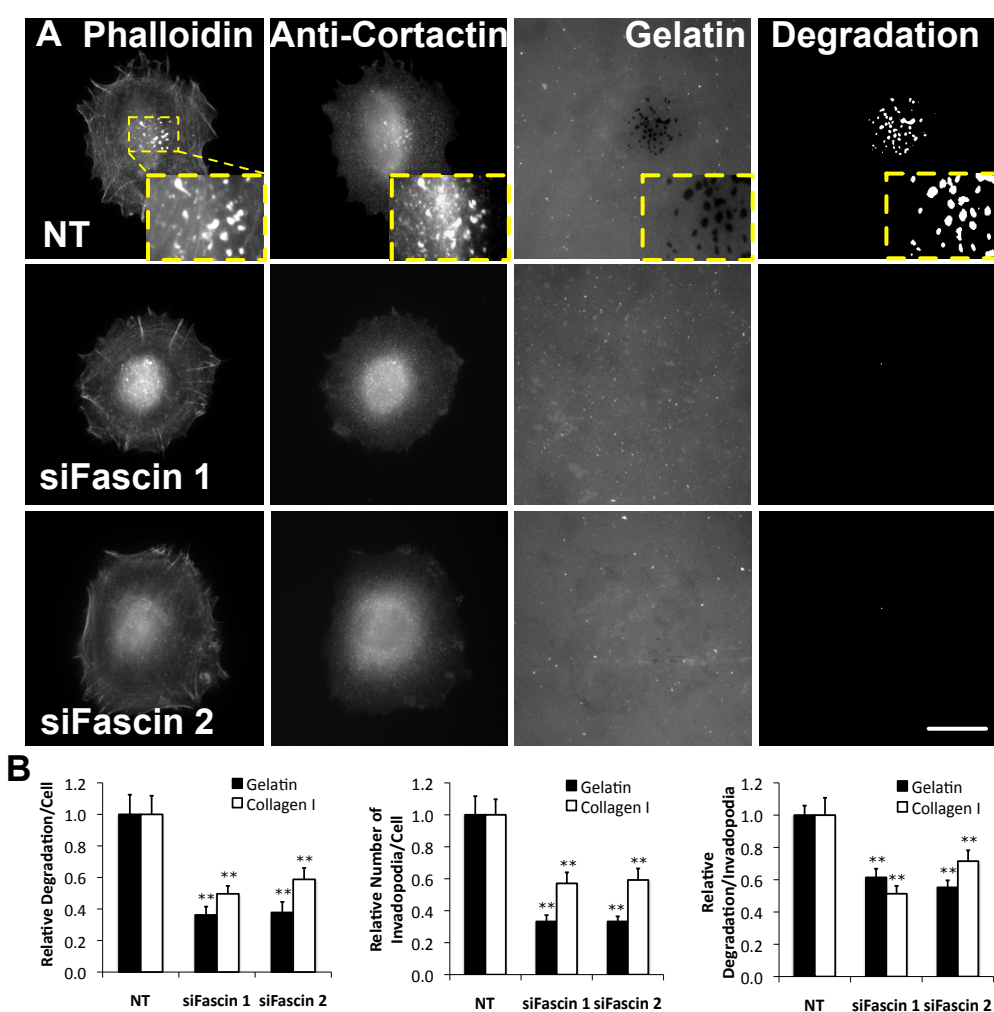 A Phalloidin Anti-Cortactin Gelatin Degradation
NT
siFascin 1
siFascin 2
B
Relative Degradation/Cell
1.2
1.0
0.8
0.6
0.4
0.2
0.0
Gelatin
Collagen I
** **
** **
NT siFascin 1 siFascin 2
Relative Number of
Invadopodia/Cell
1.2
1.0
0.8
0.6
0.4
0.2
0.0
Gelatin
Collagen I
** **
** **
NT siFascin 1 siFascin 2
Relative
Degradation/Invadopodia
1.2
1.0
0.8
0.6
0.4
0.2
0.0
Gelatin
Collagen I
** **
** **
NT siFascin 1 siFascin 2